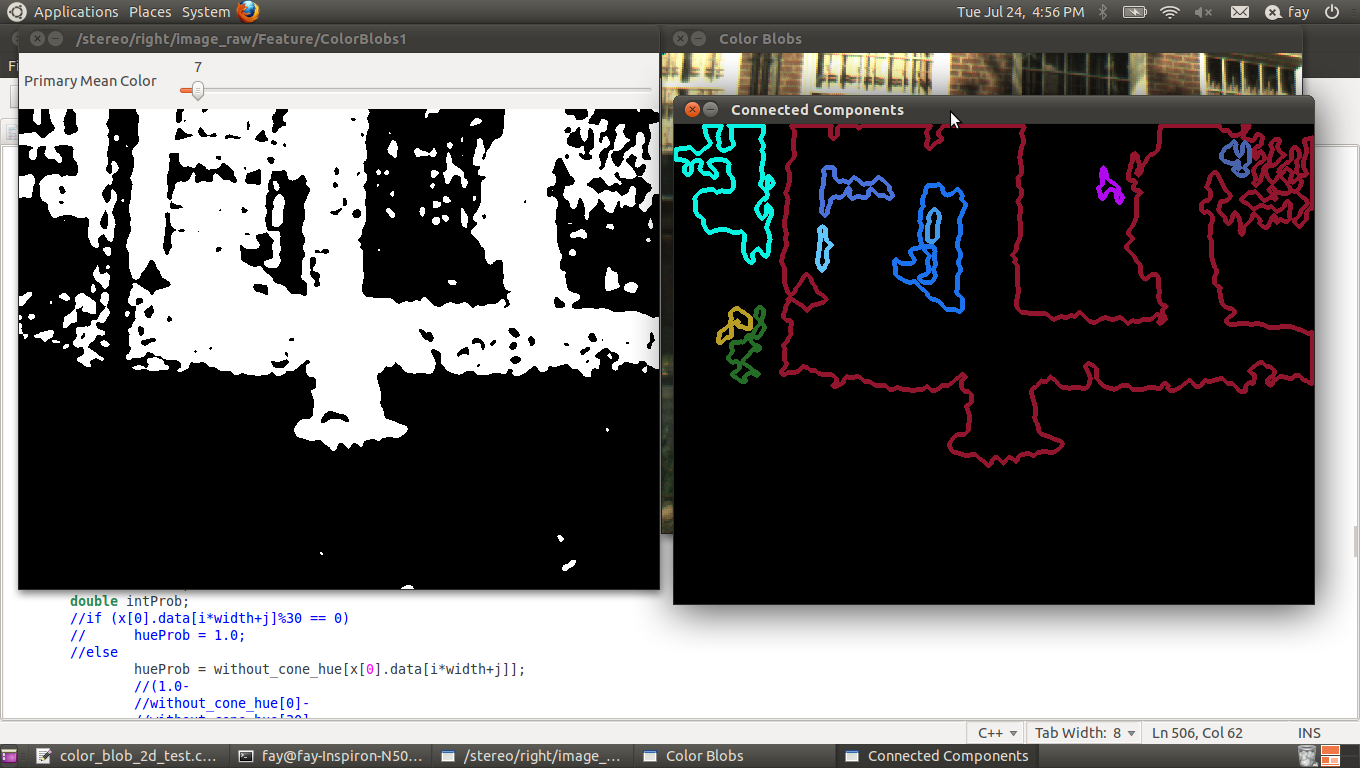 Applications Places System Tue Jul 24, 4:56 PM fay
/stereo/right/image_raw/Feature/ColorBlobs1
Color Blobs
Primary Mean Color 7
Connected Components
double intProb;
//if (x[0].data[i*width+j]%30 == 0)
// hueProb = 1.0;
//else
hueProb = without_cone_hue[x[0].data[i*width+j]];
//(1.0-
//without_cone_hue[0]-
C++ Tab Width: 8 Ln 506, Col 62 INS
color_blob_2d_test.c... fay@fay-Inspiron-N50... /stereo/right/image_... Color Blobs Connected Components